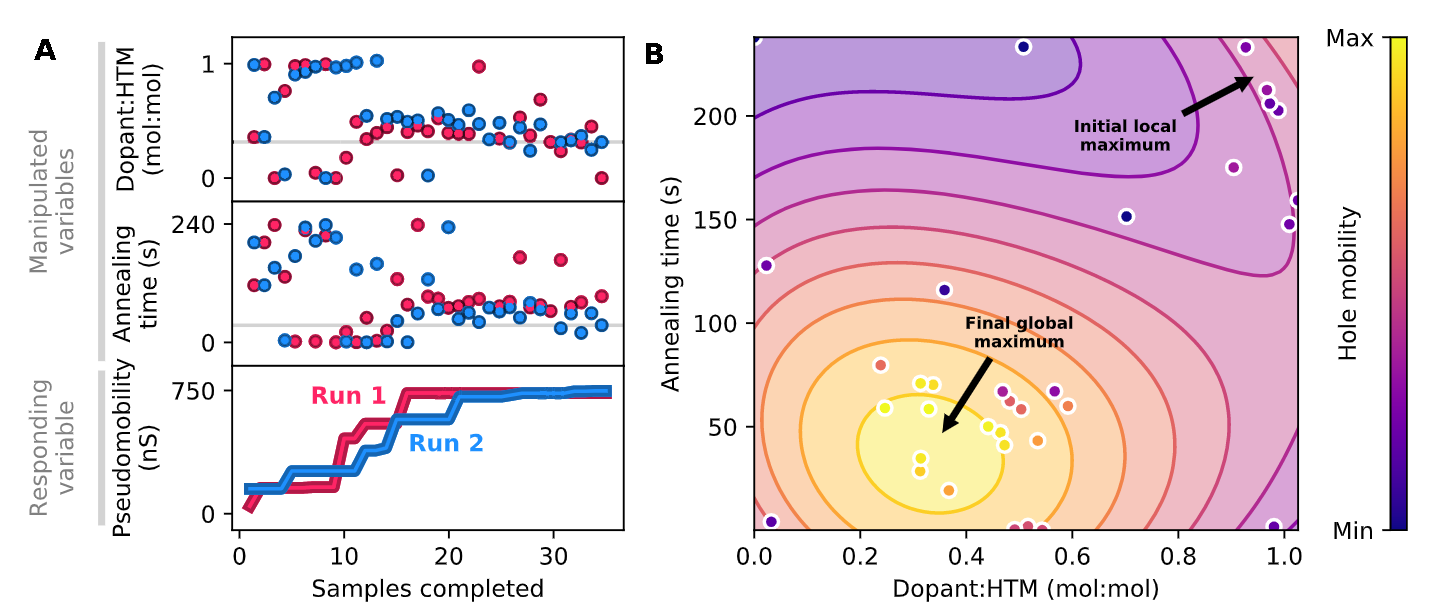 A
Manipulated
variables
Responding
variable
Dopant:HTM
(mol:mol)
1
0
Annealing
time (s)
240
0
Pseudomobility
(nS)
750
0
Run 1
Run 2
0
10
20
30
Samples completed
B
Annealing time (s)
200
150
100
50
Initial local
maximum
Final global
maximum
0.0
0.2
0.4
0.6
0.8
1.0
Dopant:HTM (mol:mol)
Max
Hole mobility
Min